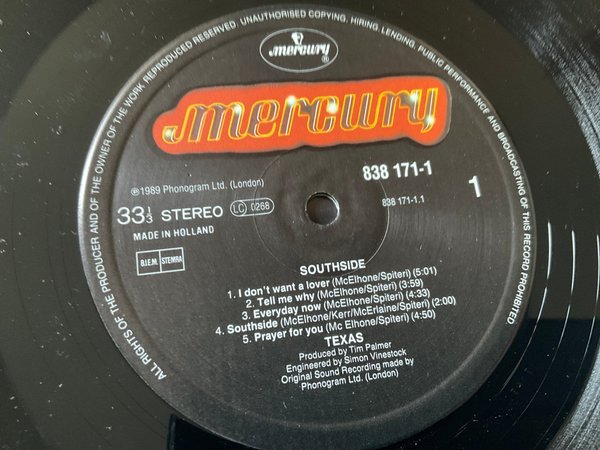 ALL RIGHTS OF THE PRODUCER AND OF THE OWNER OF THE WORK REPRODUCED RESERVED. UNAUTHORISED COPYING, HIRING, LENDING, PUBLIC PERFORMANCE AND BROADCASTING OF THIS RECORD PROHIBITED
mercury ®
mercury
℗1989 Phonogram Ltd. (London)
838 171-1
33 1/3 STEREO
LC 0268
838 171-1.1
1
MADE IN HOLLAND
B.I.E.M. STEMRA
SOUTHSIDE
1. I don't want a lover (McElhone/Spiteri) (5:01)
2. Tell me why (McElhone/Spiteri) (3:59)
3. Everyday now (McElhone/Spiteri) (4:33)
4. Southside (McElhone/Kerr/McErlaine/Spiteri) (2:00)
5. Prayer for you (Mc Elhone/Spiteri) (4:50)
TEXAS
Produced by Tim Palmer
Engineered by Simon Vinestock
Original Sound Recording made by
Phonogram Ltd. (London)